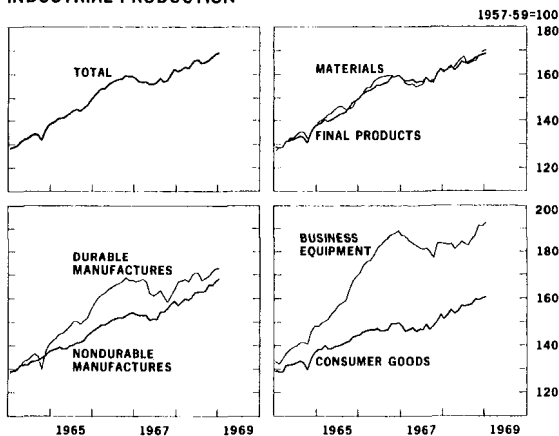 INDUSTRIAL PRODUCTION
1957-59=100
TOTAL
MATERIALS
FINAL PRODUCTS
180
160
140
120
DURABLE
MANUFACTURES
NONDURABLE
MANUFACTURES
BUSINESS
EQUIPMENT
CONSUMER GOODS
200
180
160
140
120
1965 1967 1969 1965 1967 1969